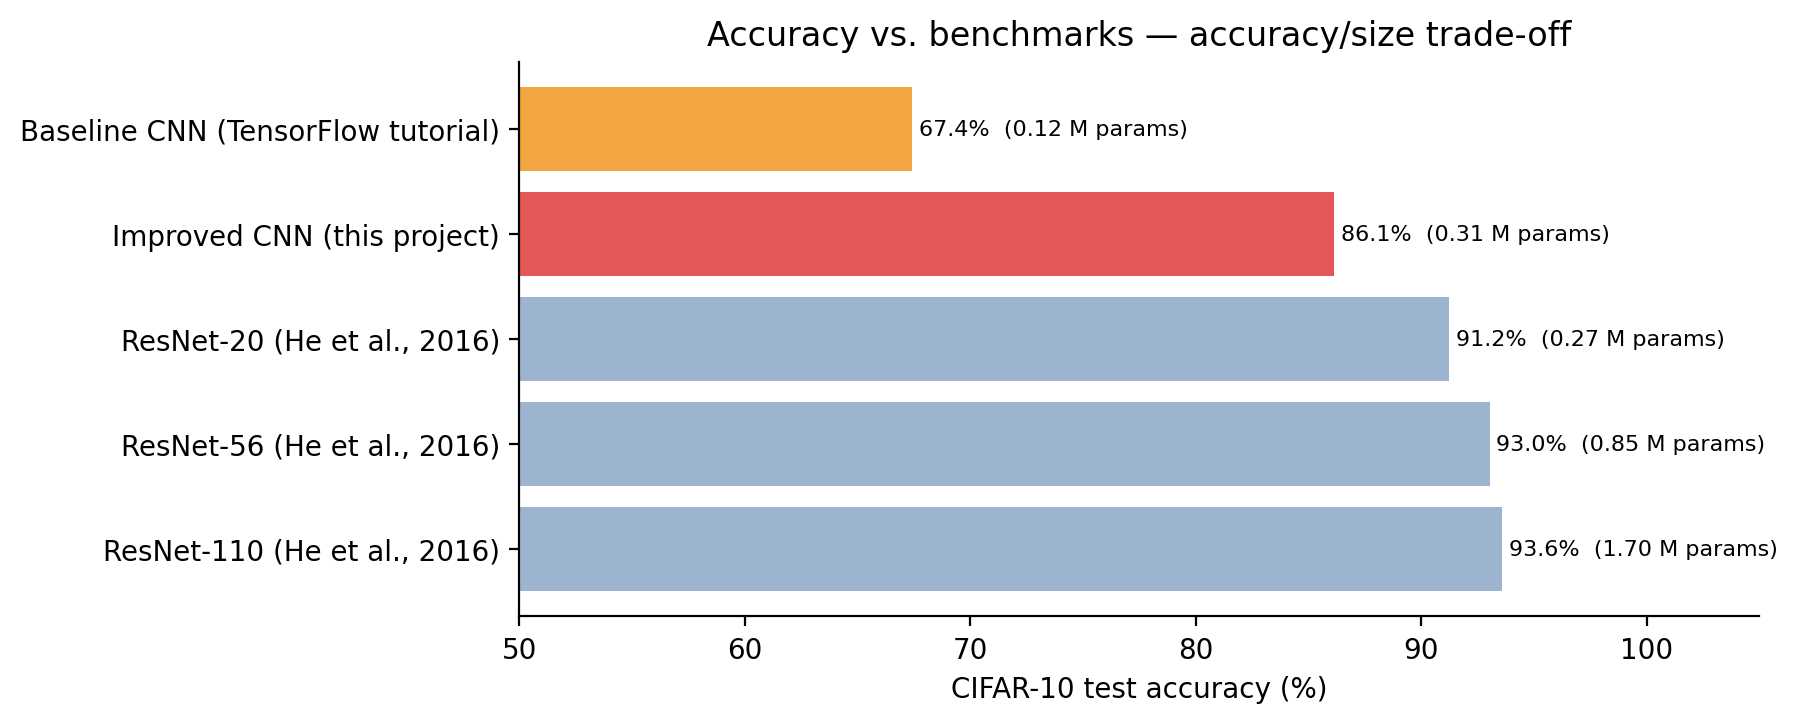 Accuracy vs. benchmarks — accuracy/size trade-off
Baseline CNN (TensorFlow tutorial)
67.4%  (0.12 M params)
Improved CNN (this project)
86.1%  (0.31 M params)
ResNet-20 (He et al., 2016)
91.2%  (0.27 M params)
ResNet-56 (He et al., 2016)
93.0%  (0.85 M params)
ResNet-110 (He et al., 2016)
93.6%  (1.70 M params)
50 60 70 80 90 100
CIFAR-10 test accuracy (%)